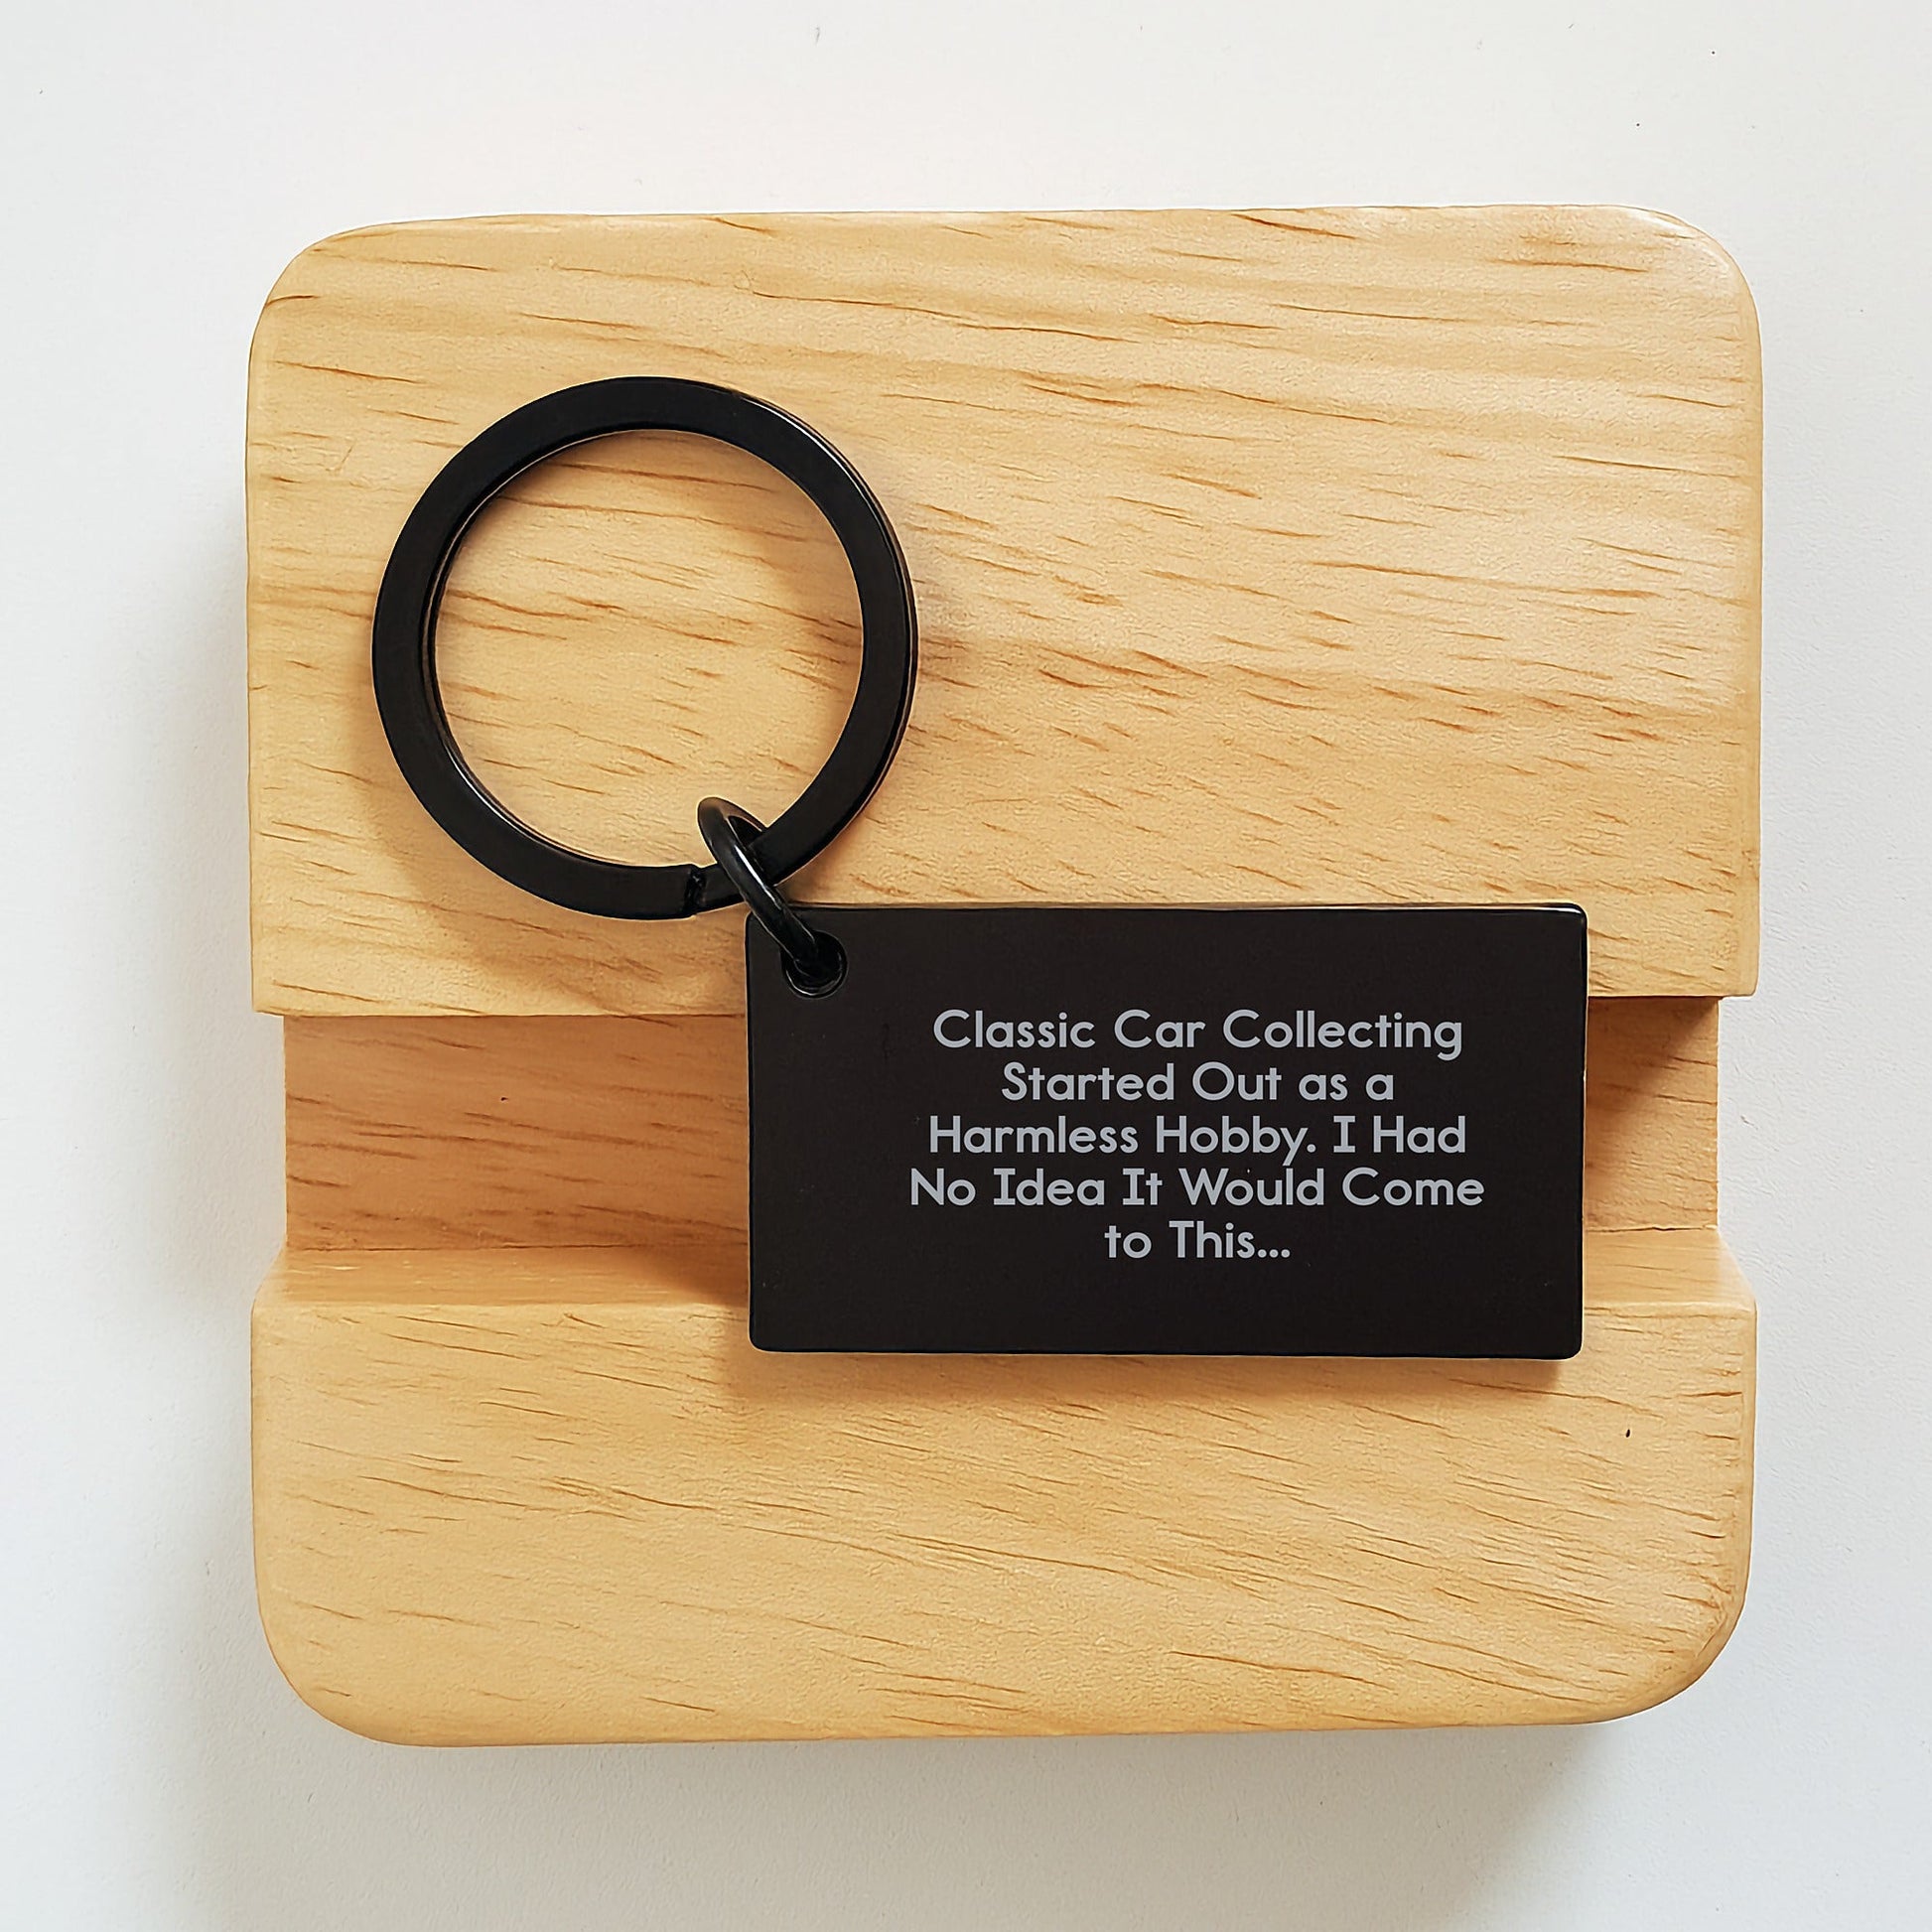 Classic Car Collecting
Started Out as a
Harmless Hobby. I Had
No Idea It Would Come
to This...